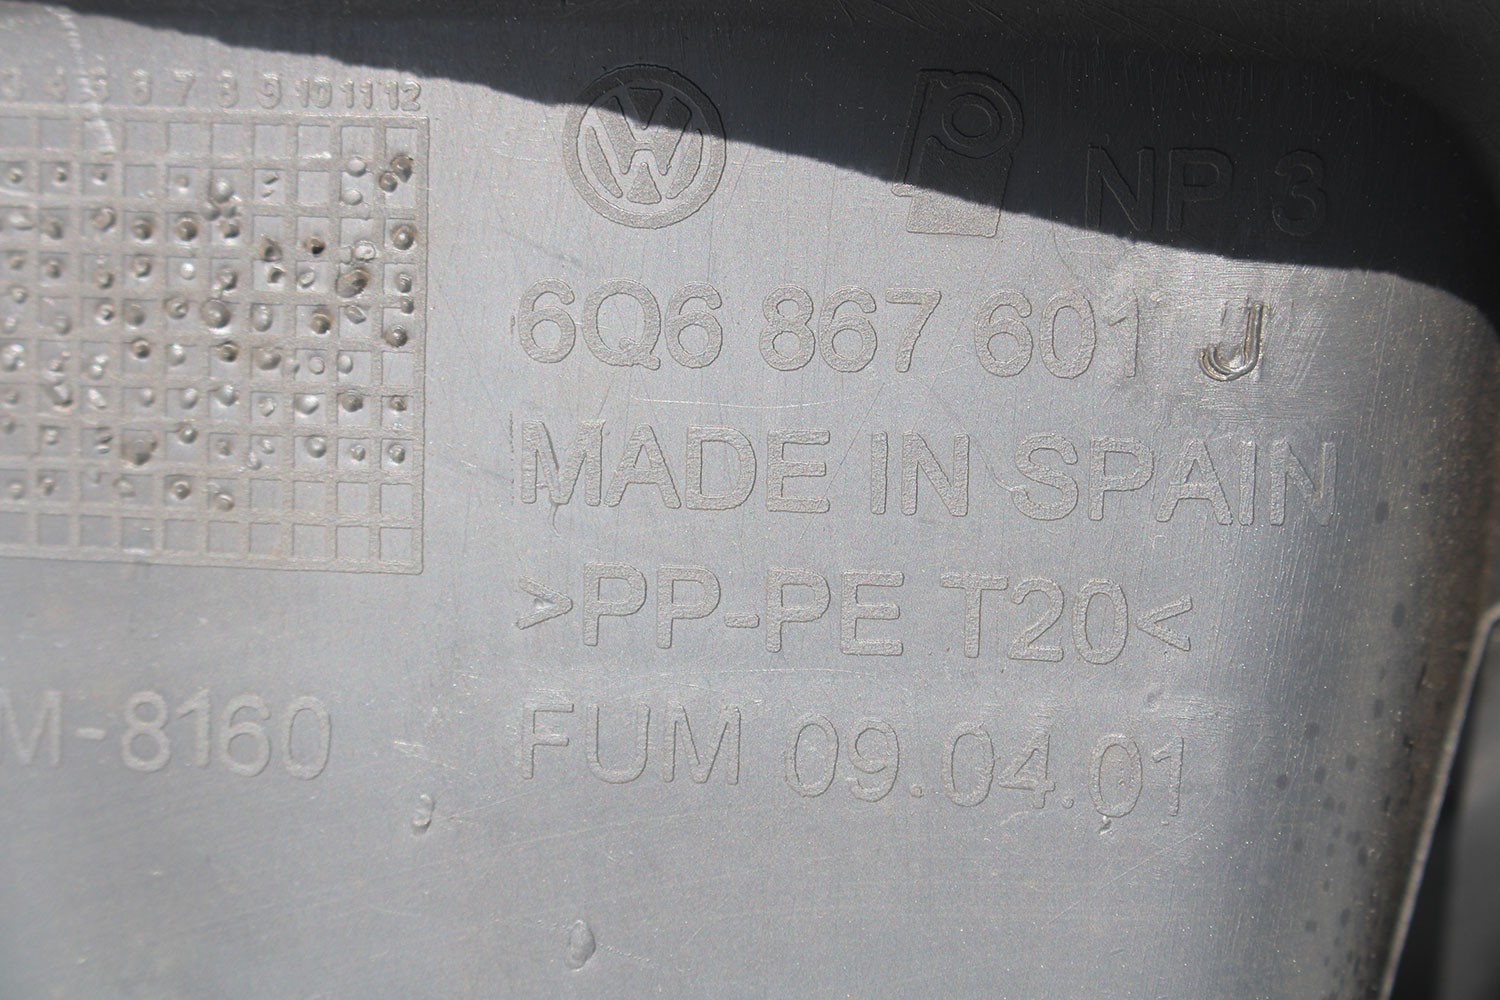 3 4 5 6 7 8 9 10 11 12
NP 3
6Q6 867 601 J
MADE IN SPAIN
>PP-PE T20<
M-8160
FUM 09.04.01